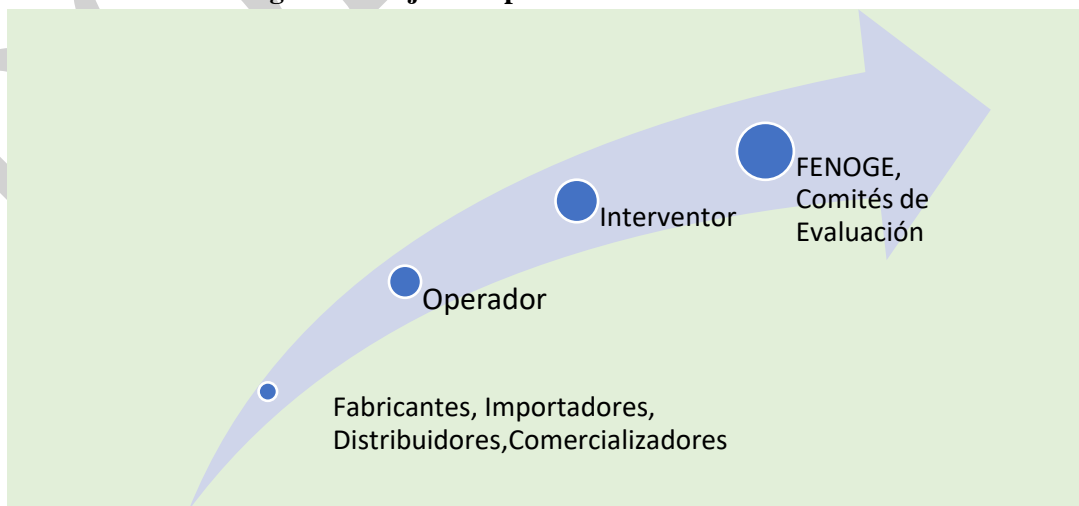 FENOGE,
Comités de
Evaluación
Interventor
Operador
Fabricantes, Importadores,
Distribuidores,Comercializadores